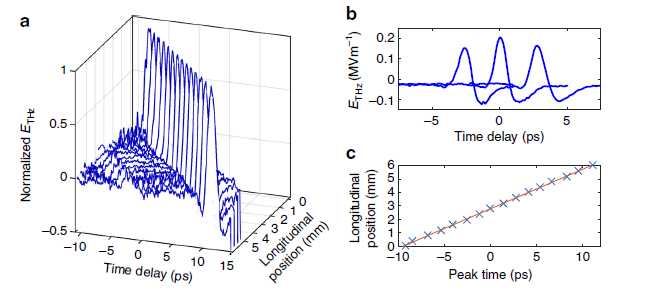 a
Normalized E_THz
1
0.5
0
−0.5
−10 −5 0 5 10 15
Time delay (ps)
0
1
2
3
4
5
Longitudinal
position (mm)
b
E_THz (MVm⁻¹)
0.2
0.1
0
−0.1
−5 0 5
Time delay (ps)
c
Longitudinal
position (mm)
6
5
4
3
2
1
0
−10 −5 0 5 10
Peak time (ps)